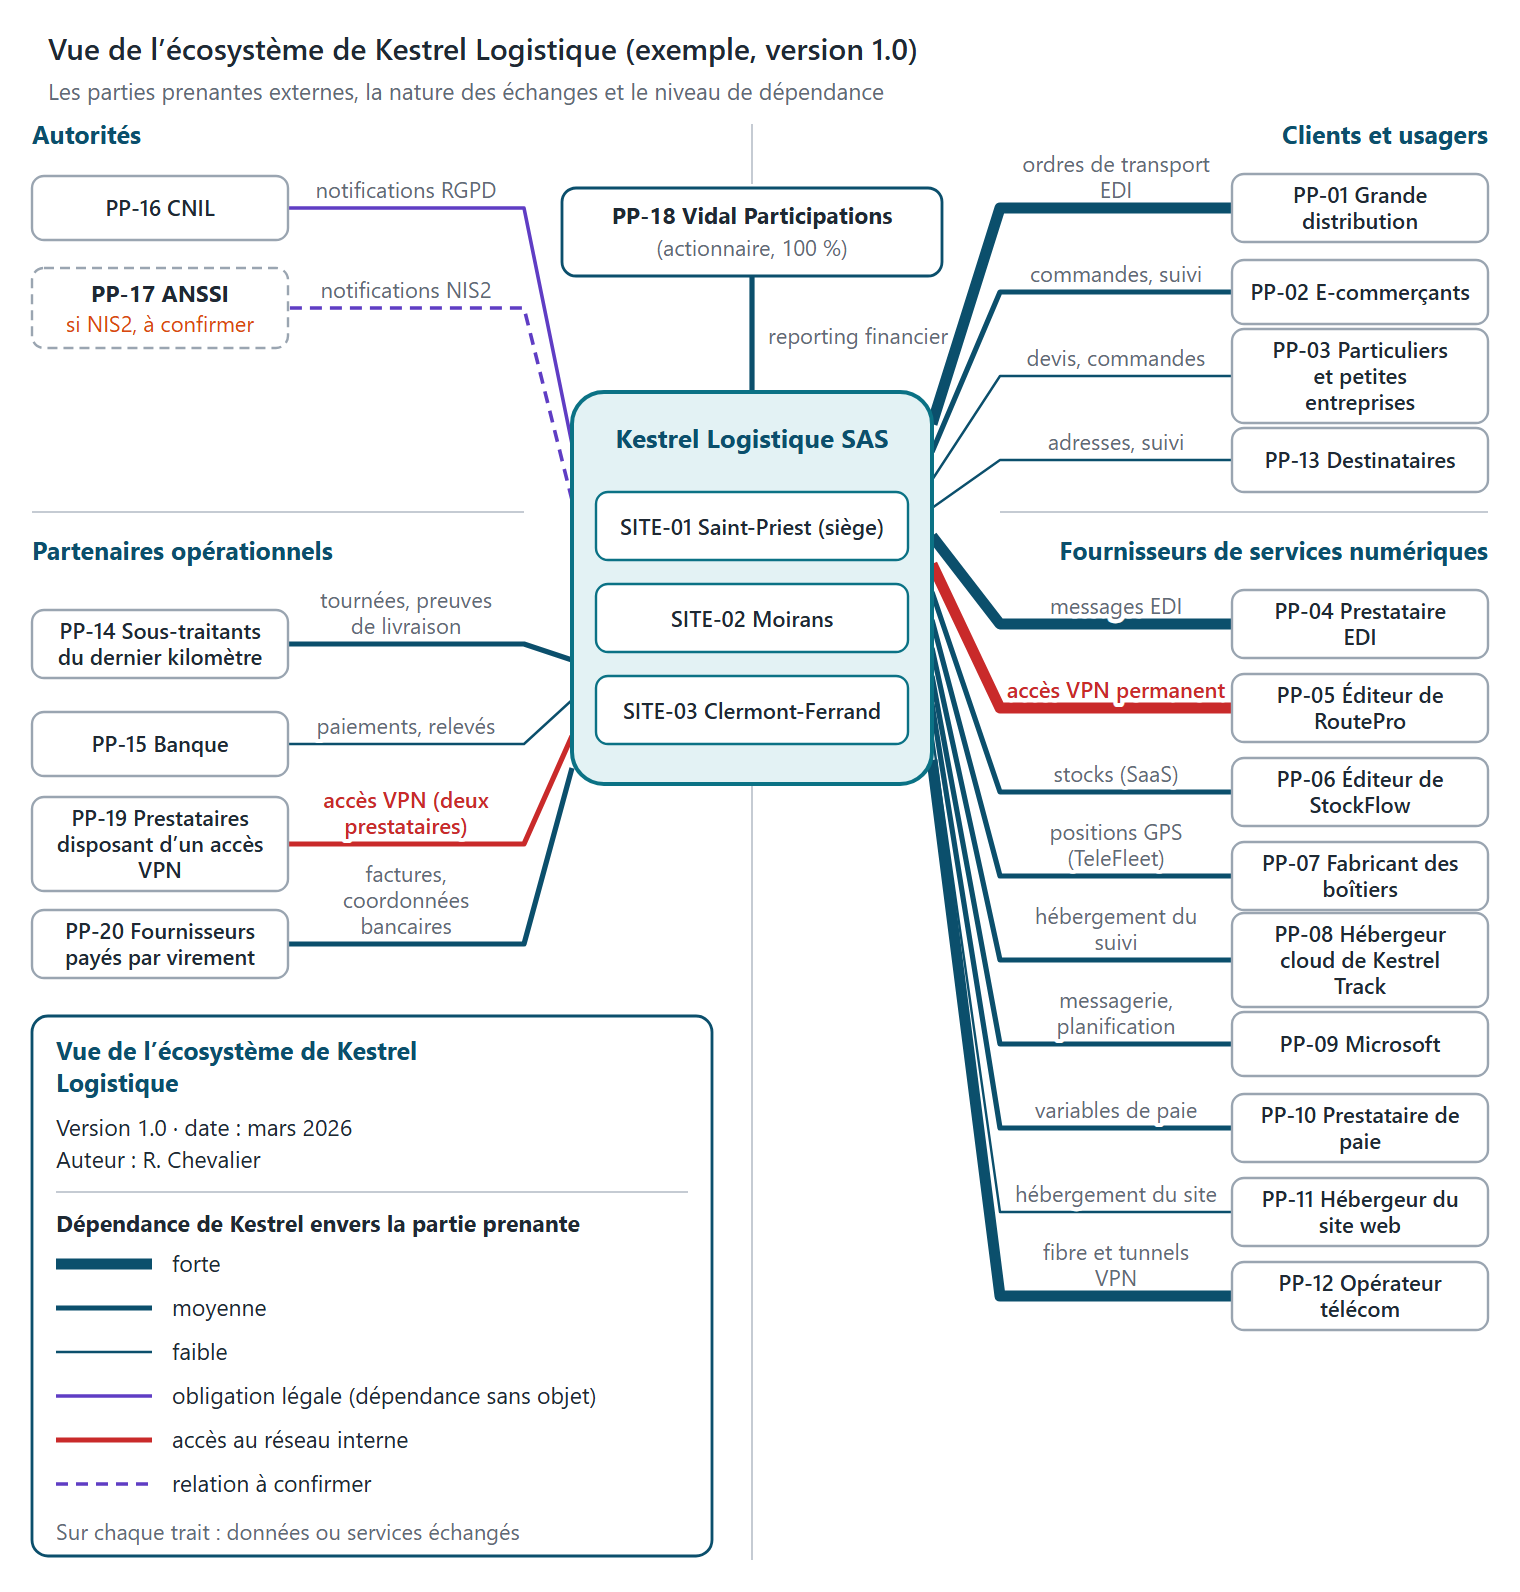 Vue de l’écosystème de Kestrel Logistique (exemple, version 1.0)
Les parties prenantes externes, la nature des échanges et le niveau de dépendance
Autorités
PP-16 CNIL
notifications RGPD
PP-17 ANSSI
si NIS2, à confirmer
notifications NIS2
PP-18 Vidal Participations
(actionnaire, 100 %)
reporting financier
Clients et usagers
ordres de transport
EDI
PP-01 Grande
distribution
commandes, suivi
PP-02 E-commerçants
devis, commandes
PP-03 Particuliers
et petites
entreprises
adresses, suivi
PP-13 Destinataires
Kestrel Logistique SAS
SITE-01 Saint-Priest (siège)
SITE-02 Moirans
SITE-03 Clermont-Ferrand
Partenaires opérationnels
PP-14 Sous-traitants
du dernier kilomètre
tournées, preuves
de livraison
PP-15 Banque
paiements, relevés
PP-19 Prestataires
disposant d’un accès
VPN
accès VPN (deux
prestataires)
PP-20 Fournisseurs
payés par virement
factures,
coordonnées
bancaires
Fournisseurs de services numériques
messages EDI
PP-04 Prestataire
EDI
accès VPN permanent
PP-05 Éditeur de
RoutePro
stocks (SaaS)
PP-06 Éditeur de
StockFlow
positions GPS
(TeleFleet)
PP-07 Fabricant des
boîtiers
hébergement du
suivi
PP-08 Hébergeur
cloud de Kestrel
Track
messagerie,
planification
PP-09 Microsoft
variables de paie
PP-10 Prestataire de
paie
hébergement du site
PP-11 Hébergeur du
site web
fibre et tunnels
VPN
PP-12 Opérateur
télécom
Vue de l’écosystème de Kestrel
Logistique
Version 1.0 · date : mars 2026
Auteur : R. Chevalier
Dépendance de Kestrel envers la partie prenante
forte
moyenne
faible
obligation légale (dépendance sans objet)
accès au réseau interne
relation à confirmer
Sur chaque trait : données ou services échangés